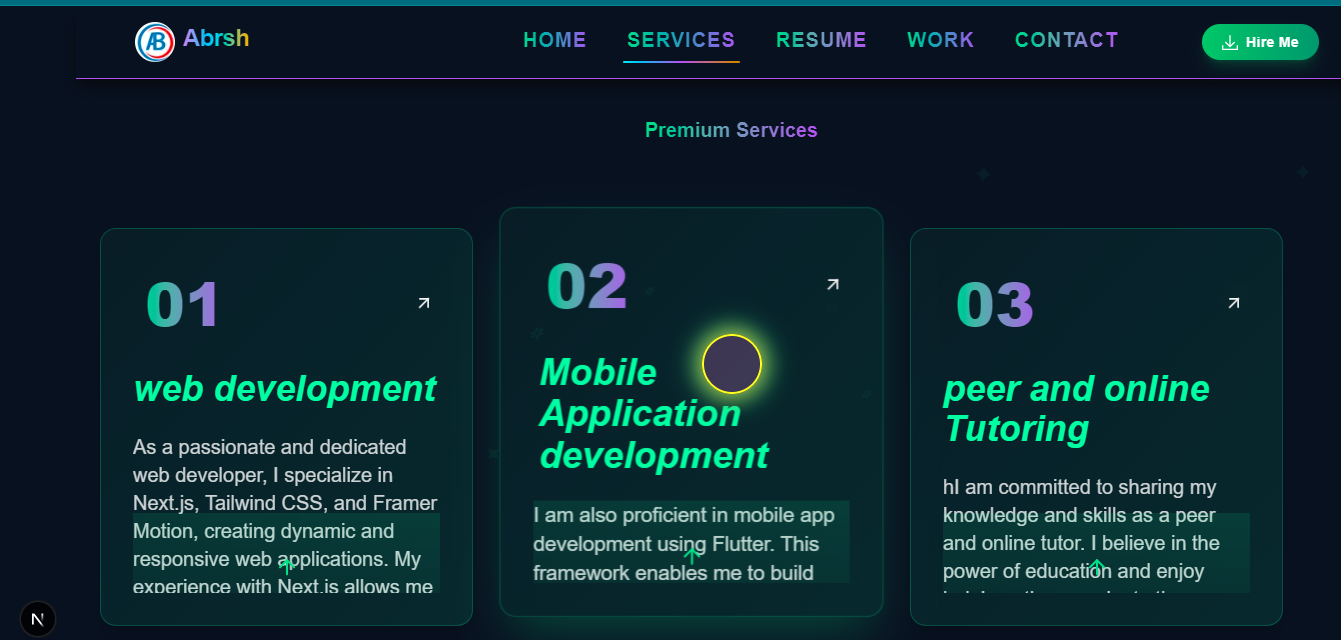 AB Abrsh
HOME SERVICES RESUME WORK CONTACT
Hire Me
Premium Services
01
web development
As a passionate and dedicated
web developer, I specialize in
Next.js, Tailwind CSS, and Framer
Motion, creating dynamic and
responsive web applications. My
experience with Next.js allows me
02
Mobile
Application
development
I am also proficient in mobile app
development using Flutter. This
framework enables me to build
03
peer and online
Tutoring
hI am committed to sharing my
knowledge and skills as a peer
and online tutor. I believe in the
power of education and enjoy
N